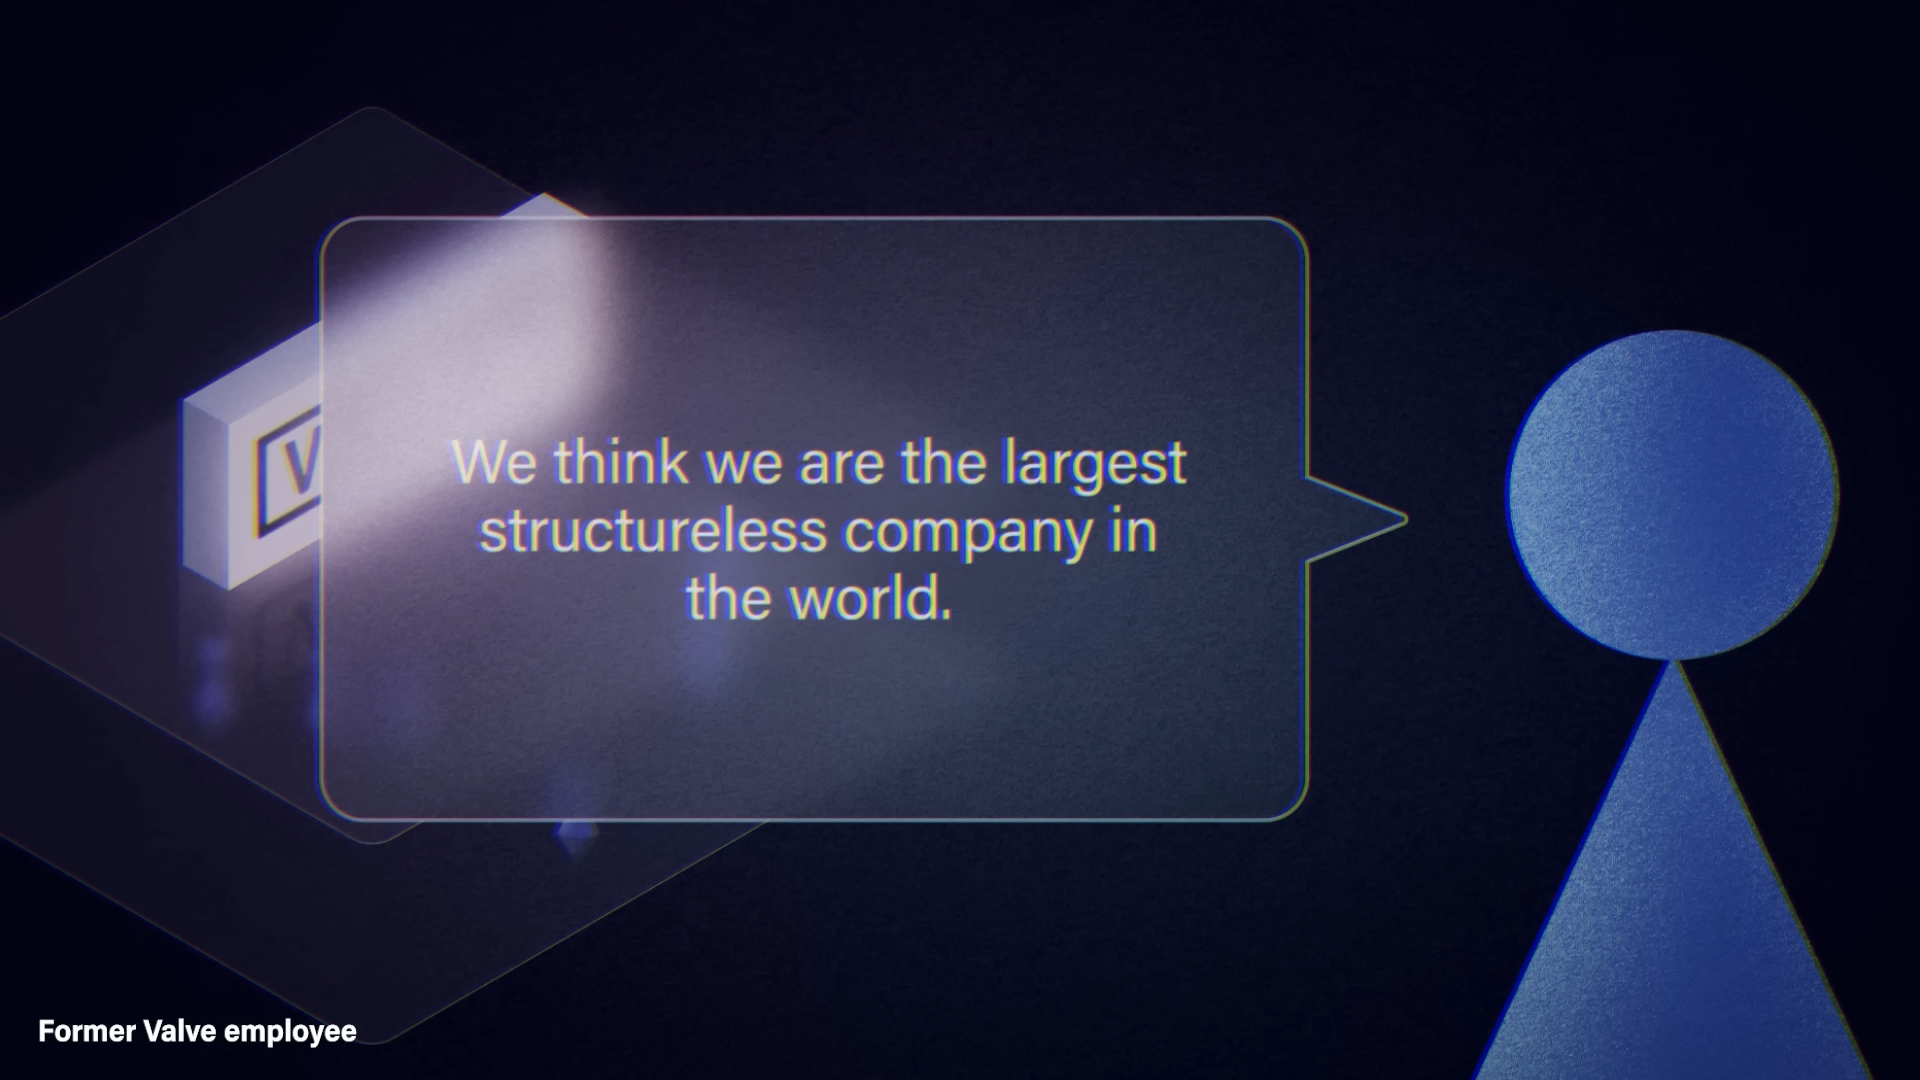 We think we are the largest
structureless company in
the world.
Former Valve employee